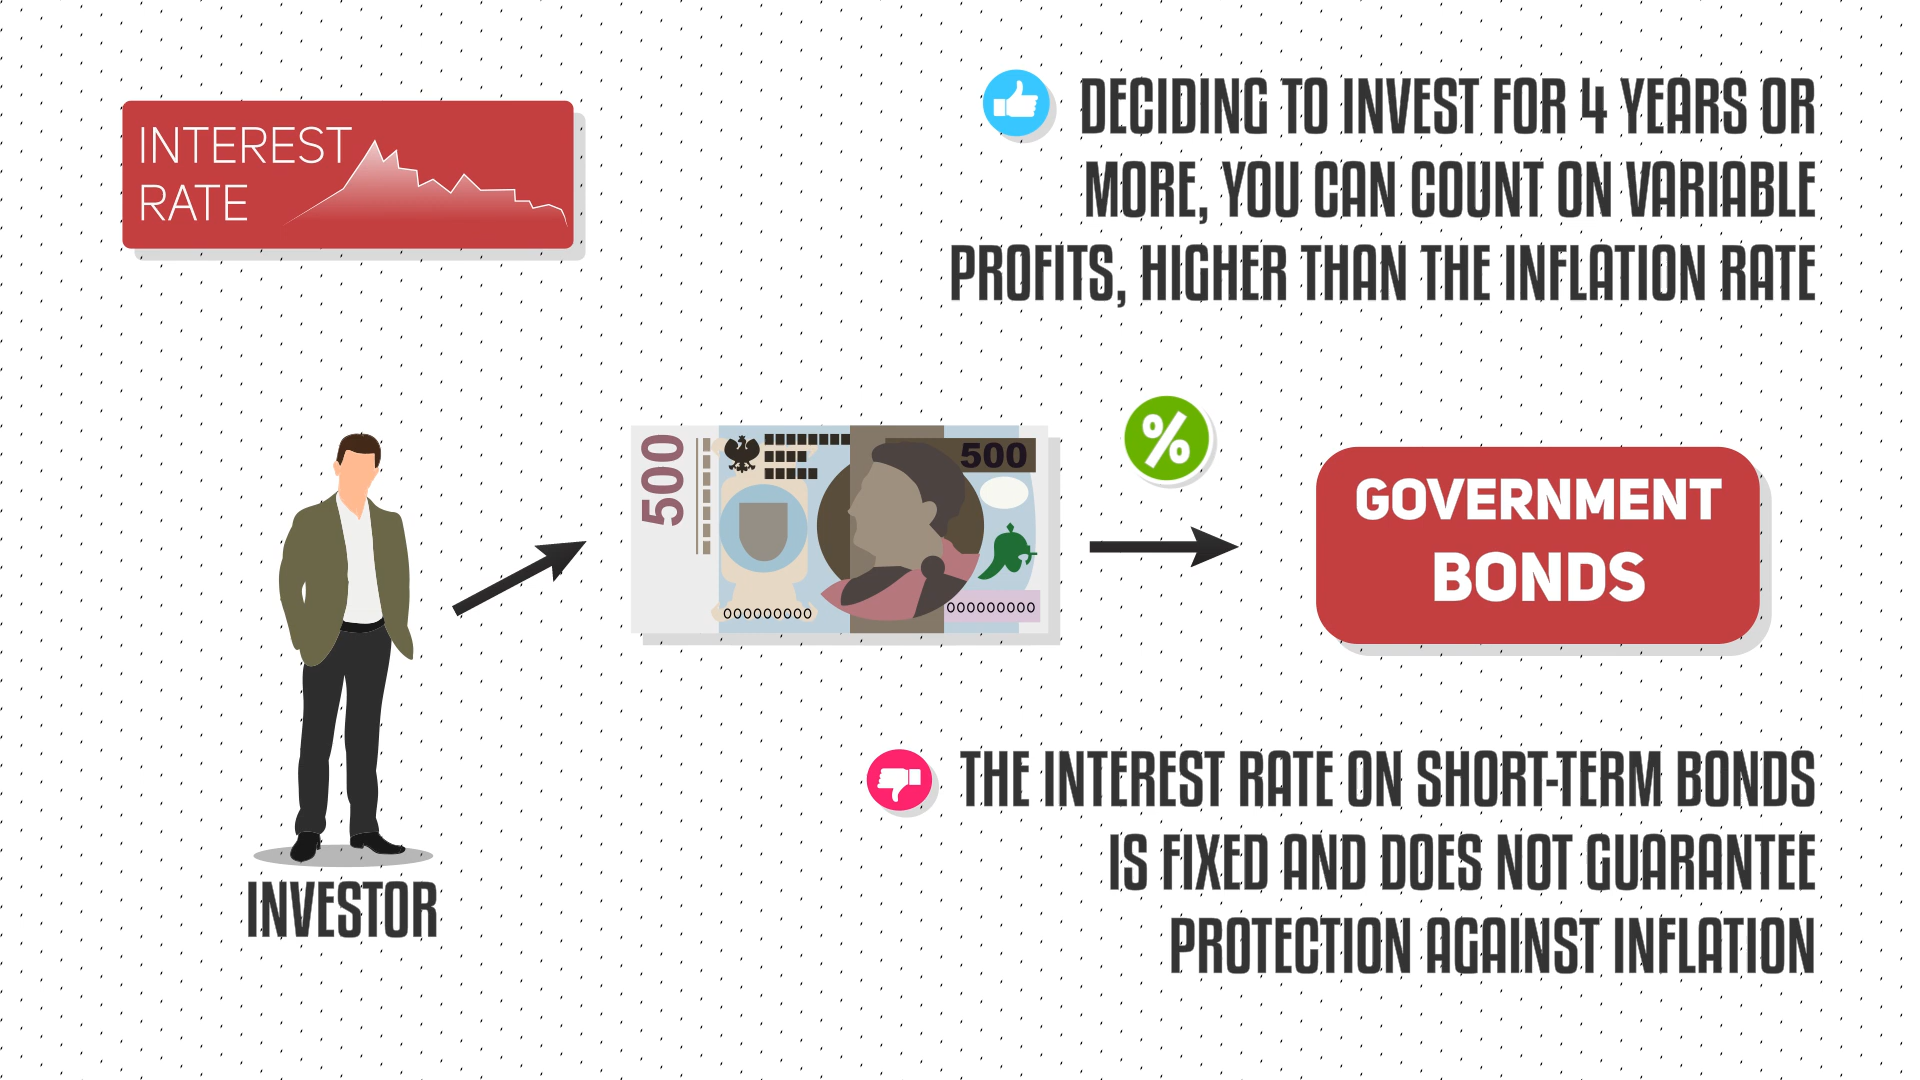 INTEREST
RATE
DECIDING TO INVEST FOR 4 YEARS OR
MORE, YOU CAN COUNT ON VARIABLE
PROFITS, HIGHER THAN THE INFLATION RATE
500
500
000000000
000000000
%
GOVERNMENT
BONDS
THE INTEREST RATE ON SHORT-TERM BONDS
IS FIXED AND DOES NOT GUARANTEE
PROTECTION AGAINST INFLATION
INVESTOR